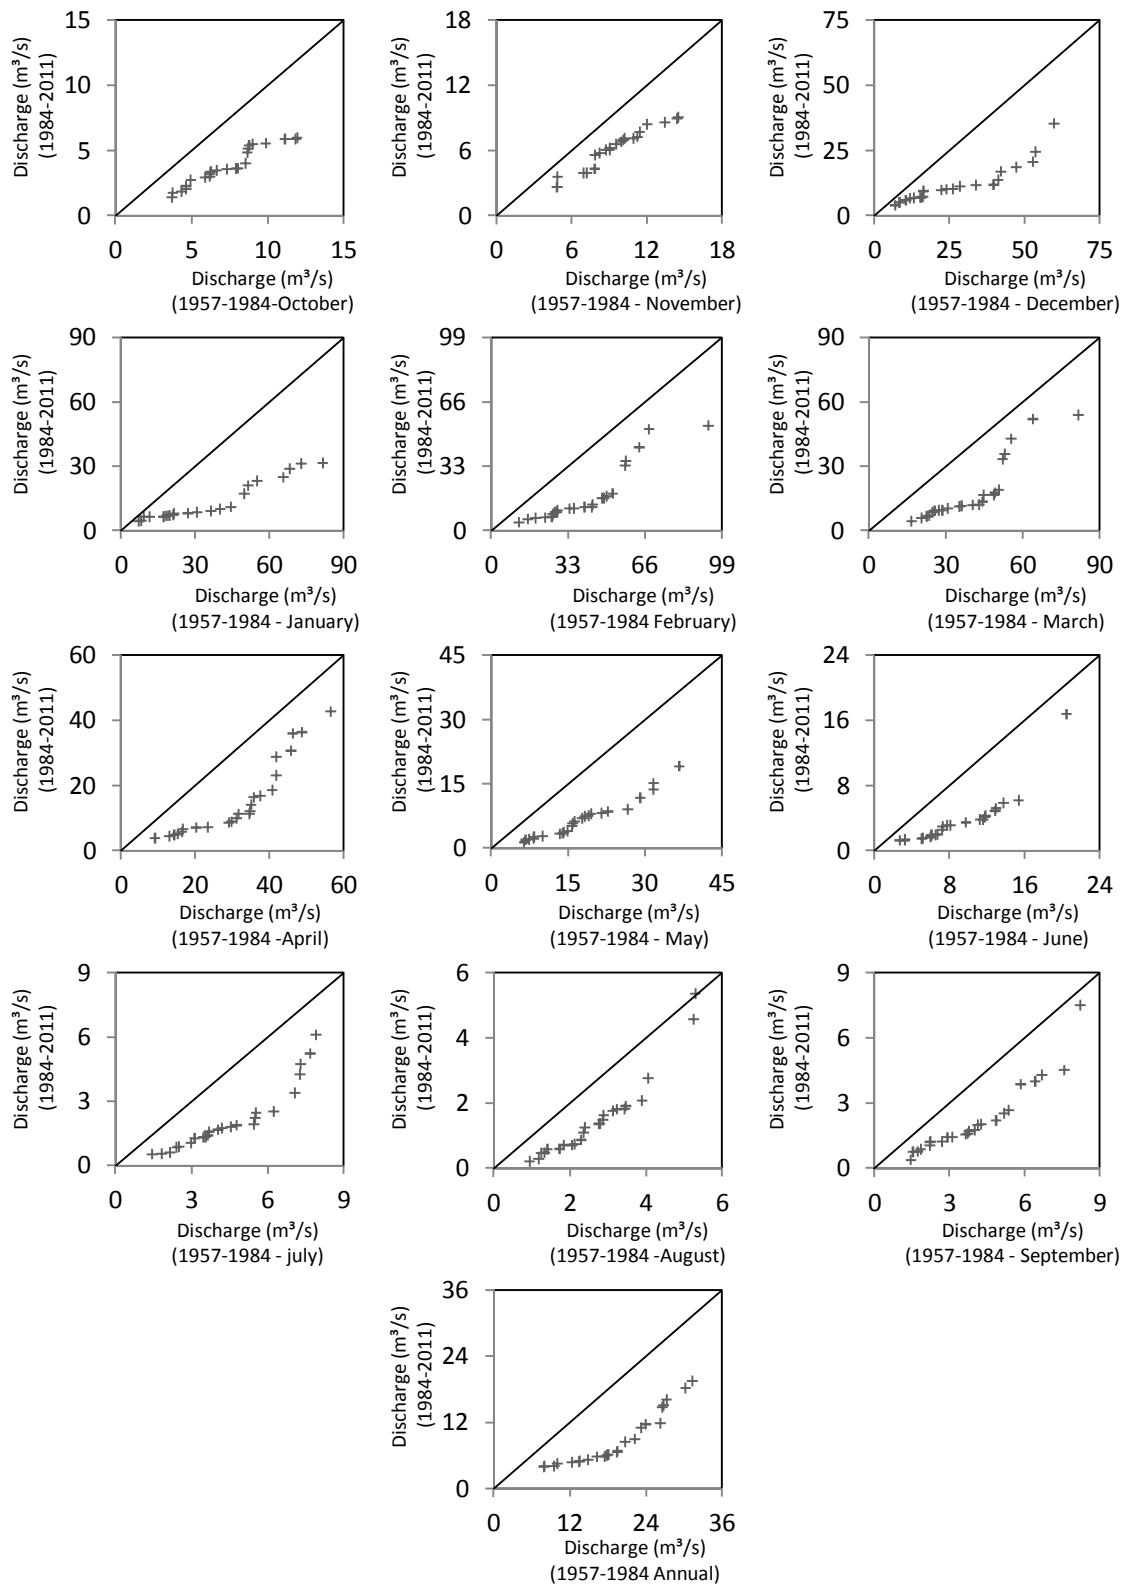 Discharge (m³/s)
(1984-2011)
15
10
5
0
0 5 10 15
Discharge (m³/s)
(1957-1984-October)
Discharge (m³/s)
(1984-2011)
18
12
6
0
0 6 12 18
Discharge (m³/s)
(1957-1984 - November)
Discharge (m³/s)
(1984-2011)
75
50
25
0
0 25 50 75
Discharge (m³/s)
(1957-1984 - December)
Discharge (m³/s)
(1984-2011)
90
60
30
0
0 30 60 90
Discharge (m³/s)
(1957-1984 - January)
Discharge (m³/s)
(1984-2011)
99
66
33
0
0 33 66 99
Discharge (m³/s)
(1957-1984 February)
Discharge (m³/s)
(1984-2011)
90
60
30
0
0 30 60 90
Discharge (m³/s)
(1957-1984 - March)
Discharge (m³/s)
(1984-2011)
60
40
20
0
0 20 40 60
Discharge (m³/s)
(1957-1984 -April)
Discharge (m³/s)
(1984-2011)
45
30
15
0
0 15 30 45
Discharge (m³/s)
(1957-1984 - May)
Discharge (m³/s)
(1984-2011)
24
16
8
0
0 8 16 24
Discharge (m³/s)
(1957-1984 - June)
Discharge (m³/s)
(1984-2011)
9
6
3
0
0 3 6 9
Discharge (m³/s)
(1957-1984 - july)
Discharge (m³/s)
(1984-2011)
6
4
2
0
0 2 4 6
Discharge (m³/s)
(1957-1984 -August)
Discharge (m³/s)
(1984-2011)
9
6
3
0
0 3 6 9
Discharge (m³/s)
(1957-1984 - September)
Discharge (m³/s)
(1984-2011)
36
24
12
0
0 12 24 36
Discharge (m³/s)
(1957-1984 Annual)